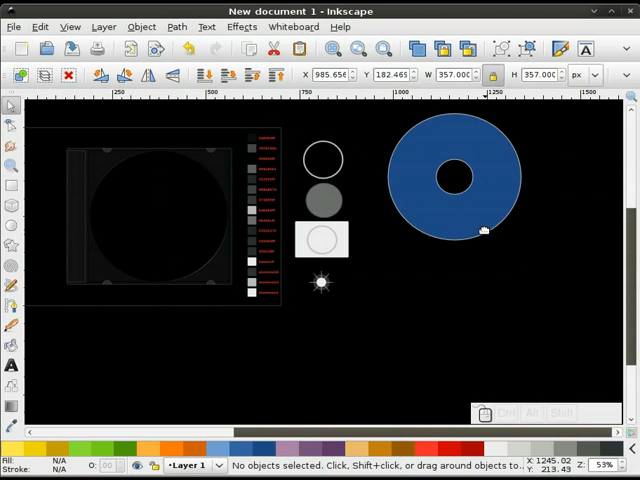 New document 1 - Inkscape
File Edit View Layer Object Path Text Effects Whiteboard Help
X 985.656 Y 182.469 W 357.000 H 357.000 px
250 500 750 1000 1250 1500
Ctrl Alt Shift
Fill: N/A
Stroke: N/A
O: .00
•Layer 1
No objects selected. Click, Shift+click, or drag around objects to...
X: 1245.02
Y: 213.43
Z: 53%